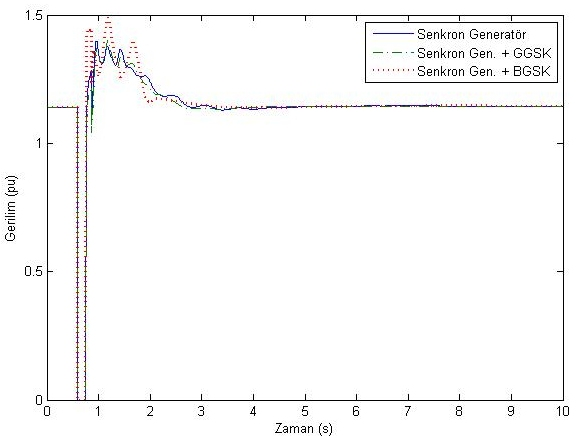 1.5
Senkron Generatör
Senkron Gen. + GGSK
Senkron Gen. + BGSK
1
Gerilim (pu)
0.5
0
0 1 2 3 4 5 6 7 8 9 10
Zaman (s)